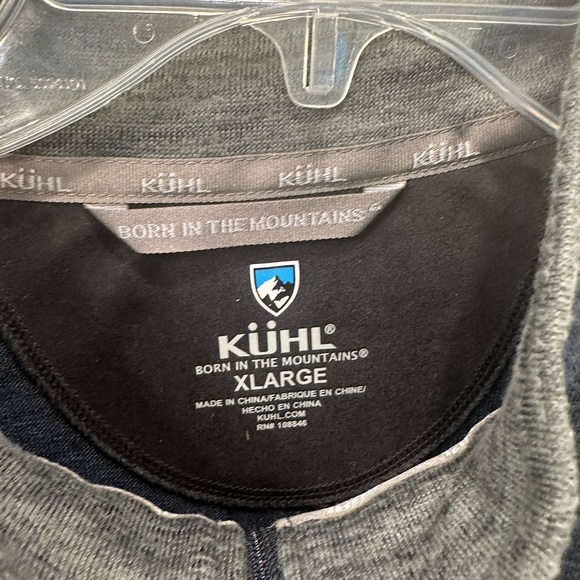 KÜHL KÜHL KÜHL KÜHL
BORN IN THE MOUNTAINS
KÜHL®
BORN IN THE MOUNTAINS®
XLARGE
MADE IN CHINA/FABRIQUE EN CHINE/
HECHO EN CHINA
KUHL.COM
RN# 108846